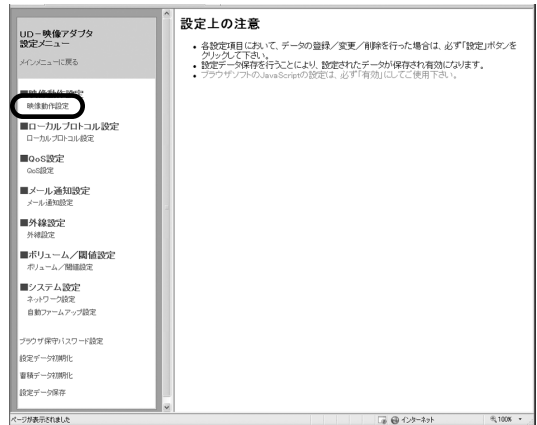 UD－映像アダプタ
設定メニュー
メインメニューに戻る
■映像動作設定
映像動作設定
■ローカルプロトコル設定
ローカルプロトコル設定
■QoS設定
QoS設定
■メール通知設定
メール通知設定
■外線設定
外線設定
■ボリューム／閾値設定
ボリューム／閾値設定
■システム設定
ネットワーク設定
自動ファームアップ設定
ブラウザ保守パスワード設定
設定データ初期化
蓄積データ初期化
設定データ保存
設定上の注意
• 各設定項目において、データの登録／変更／削除を行った場合は、必ず「設定」ボタンを
クリックして下さい。
• 設定データ保存を行うことにより、設定されたデータが保存され有効になります。
• ブラウザソフトのJavaScriptの設定は、必ず「有効」にしてご使用下さい。
ページが表示されました
インターネット
100%